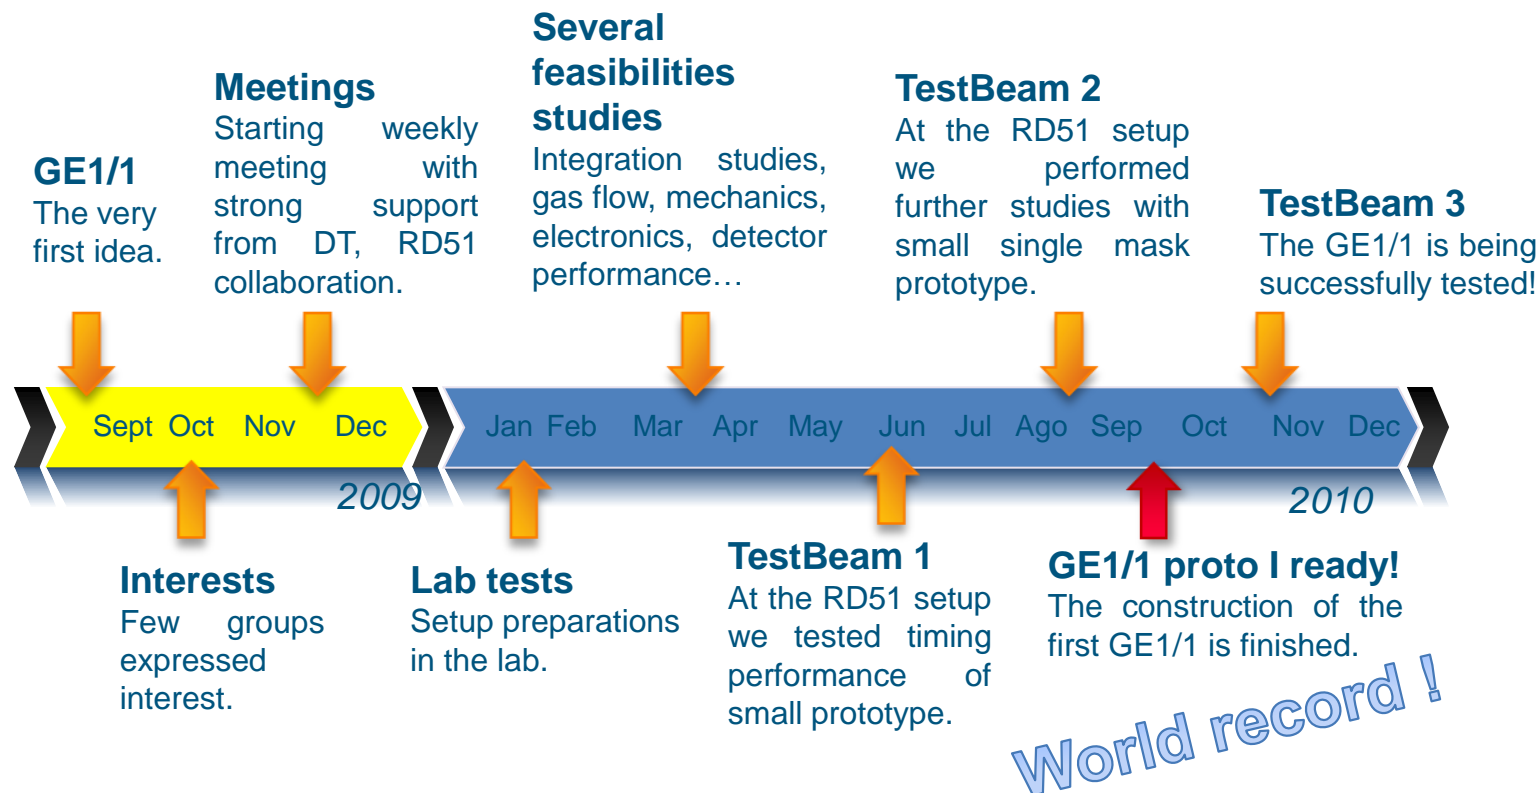 GE1/1
The very
first idea.
Meetings
Starting weekly
meeting with
strong support
from DT, RD51
collaboration.
Several
feasibilities
studies
Integration studies,
gas flow, mechanics,
electronics, detector
performance…
TestBeam 2
At the RD51 setup
we performed
further studies with
small single mask
prototype.
TestBeam 3
The GE1/1 is being
successfully tested!
Sept Oct Nov Dec Jan Feb Mar Apr May Jun Jul Ago Sep Oct Nov Dec
2009 2010
Interests
Few groups
expressed
interest.
Lab tests
Setup preparations
in the lab.
TestBeam 1
At the RD51 setup
we tested timing
performance of
small prototype.
GE1/1 proto I ready!
The construction of the
first GE1/1 is finished.
World record !